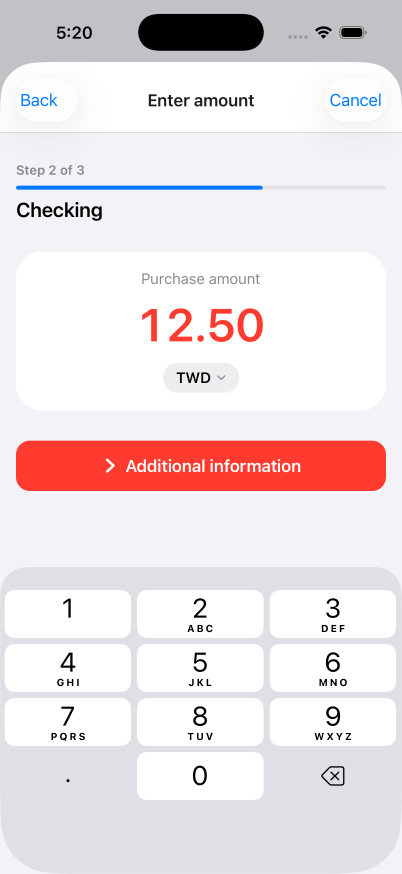 5:20
Back
Enter amount
Cancel
Step 2 of 3
Checking
Purchase amount
12.50
TWD
Additional information
1
2
ABC
3
DEF
4
GHI
5
JKL
6
MNO
7
PQRS
8
TUV
9
WXYZ
.
0